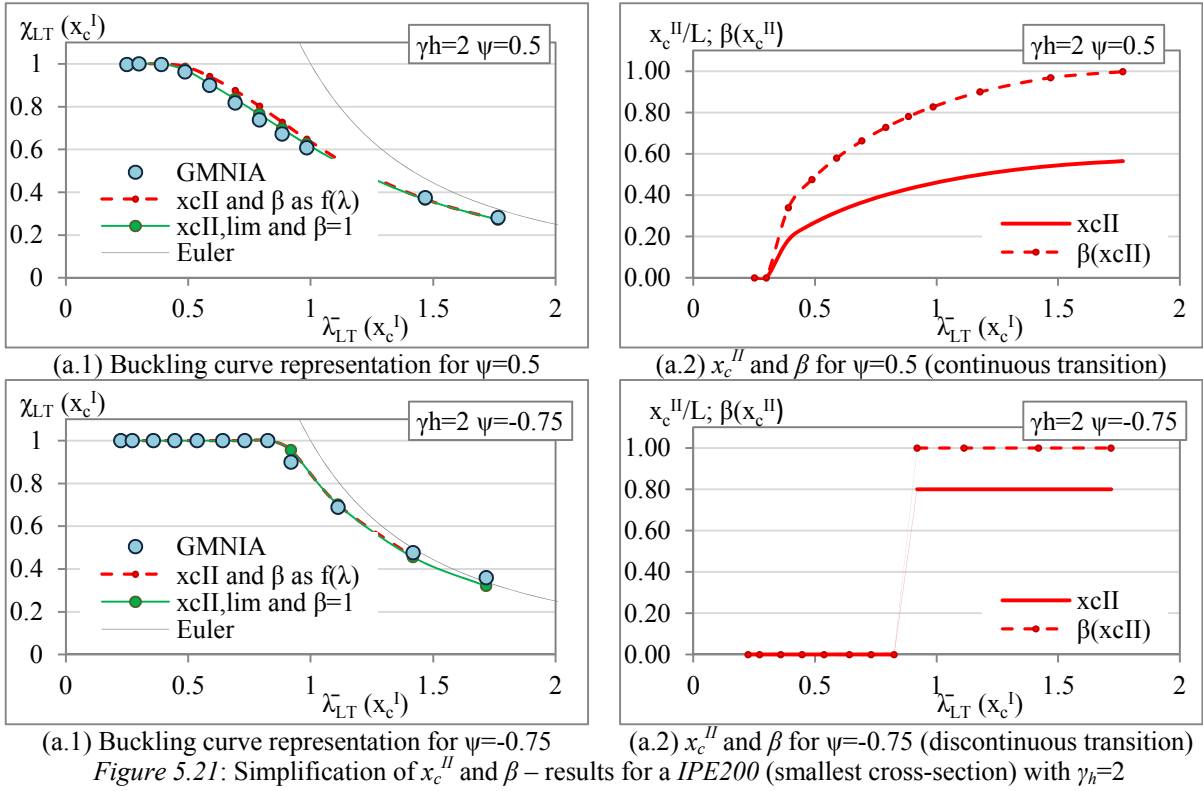 χLT (xcI)
γh=2 ψ=0.5
1
0.8
0.6
0.4
0.2
0
GMNIA
xcII and β as f(λ)
xcII,lim and β=1
Euler
0 0.5 1 1.5 2
λ̄LT (xcI)
(a.1) Buckling curve representation for ψ=0.5
xcII/L; β(xcII)
γh=2 ψ=0.5
1.00
0.80
0.60
0.40
0.20
0.00
xcII
β(xcII)
0 0.5 1 1.5 2
λ̄LT (xcI)
(a.2) xcII and β for ψ=0.5 (continuous transition)
χLT (xcI)
γh=2 ψ=-0.75
1
0.8
0.6
0.4
0.2
0
GMNIA
xcII and β as f(λ)
xcII,lim and β=1
Euler
0 0.5 1 1.5 2
λ̄LT (xcI)
(a.1) Buckling curve representation for ψ=-0.75
xcII/L; β(xcII)
γh=2 ψ=-0.75
1.00
0.80
0.60
0.40
0.20
0.00
xcII
β(xcII)
0 0.5 1 1.5 2
λ̄LT (xcI)
(a.2) xcII and β for ψ=-0.75 (discontinuous transition)
Figure 5.21: Simplification of xcII and β – results for a IPE200 (smallest cross-section) with γh=2